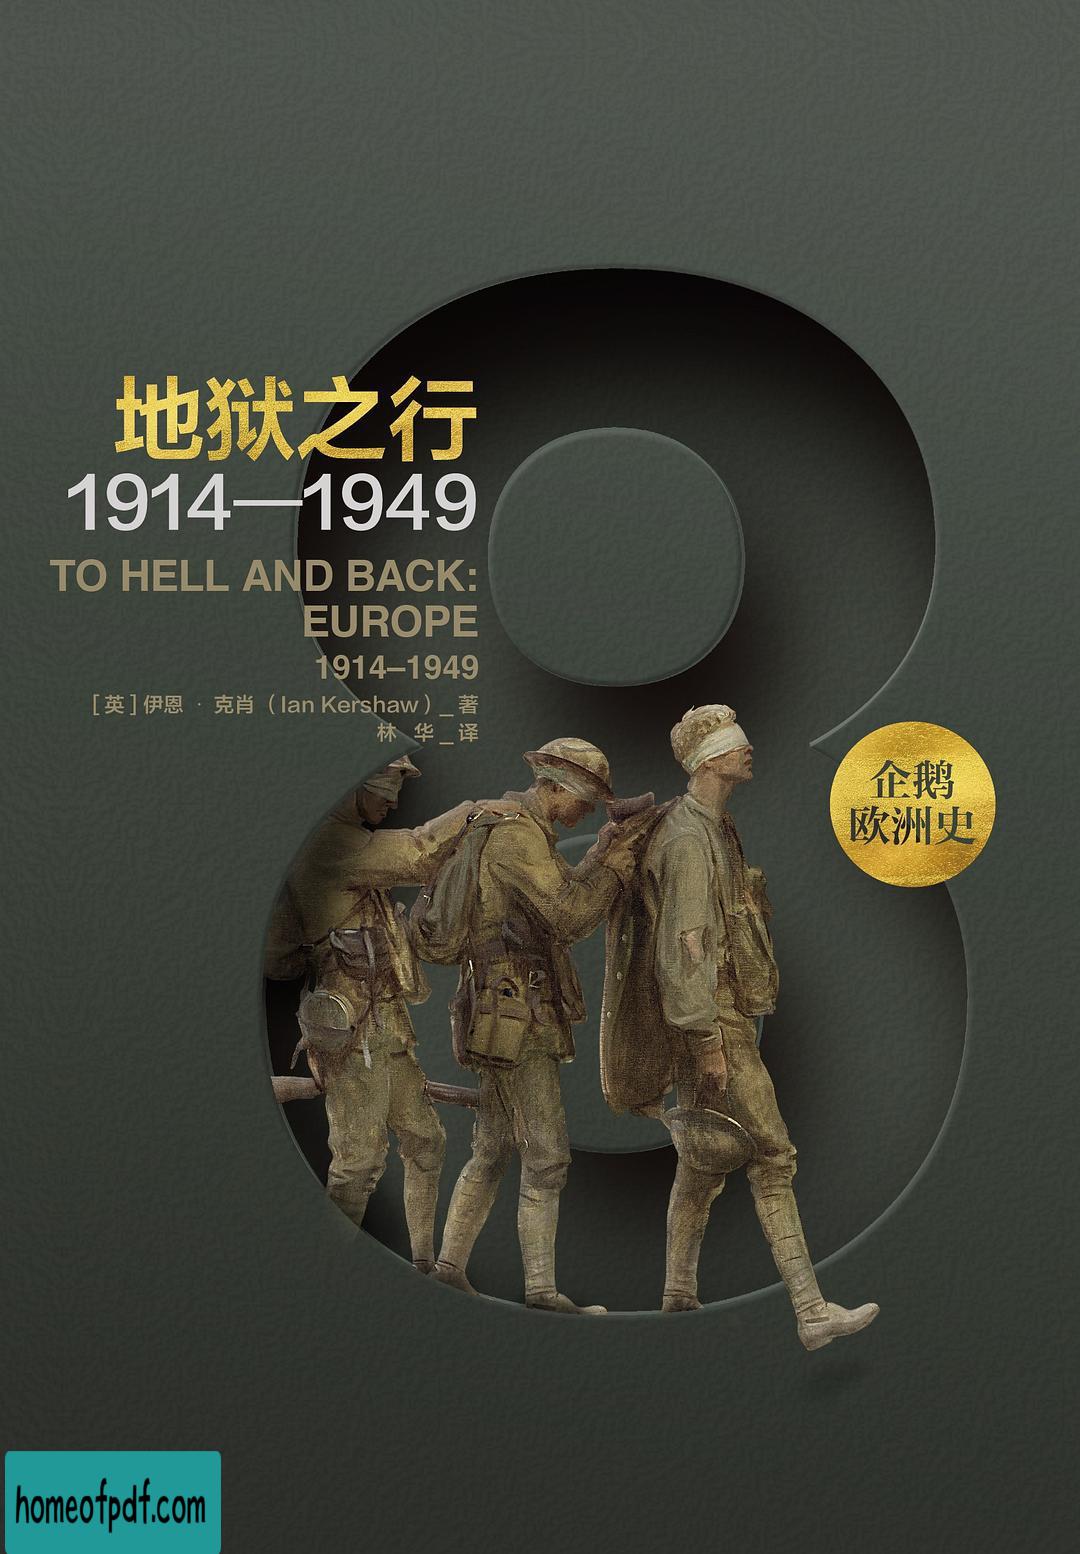 地狱之行
1914—1949
TO HELL AND BACK:
EUROPE
1914–1949
[英]伊恩·克肖（Ian Kershaw）_著
林 华_译
企鹅
欧洲史
8
homeofpdf.com